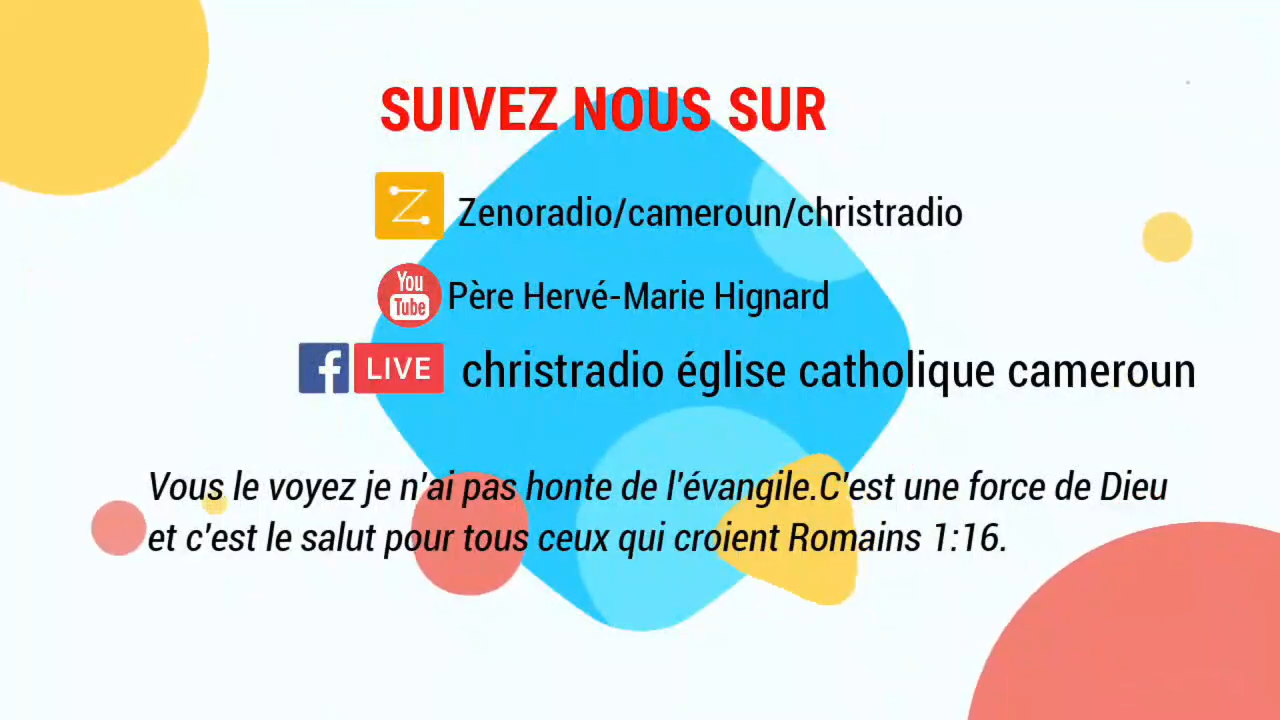 SUIVEZ NOUS SUR
Z Zenoradio/cameroun/christradio
You
Tube Père Hervé-Marie Hignard
f LIVE christradio église catholique cameroun
Vous le voyez je n'ai pas honte de l'évangile.C'est une force de Dieu
et c'est le salut pour tous ceux qui croient Romains 1:16.